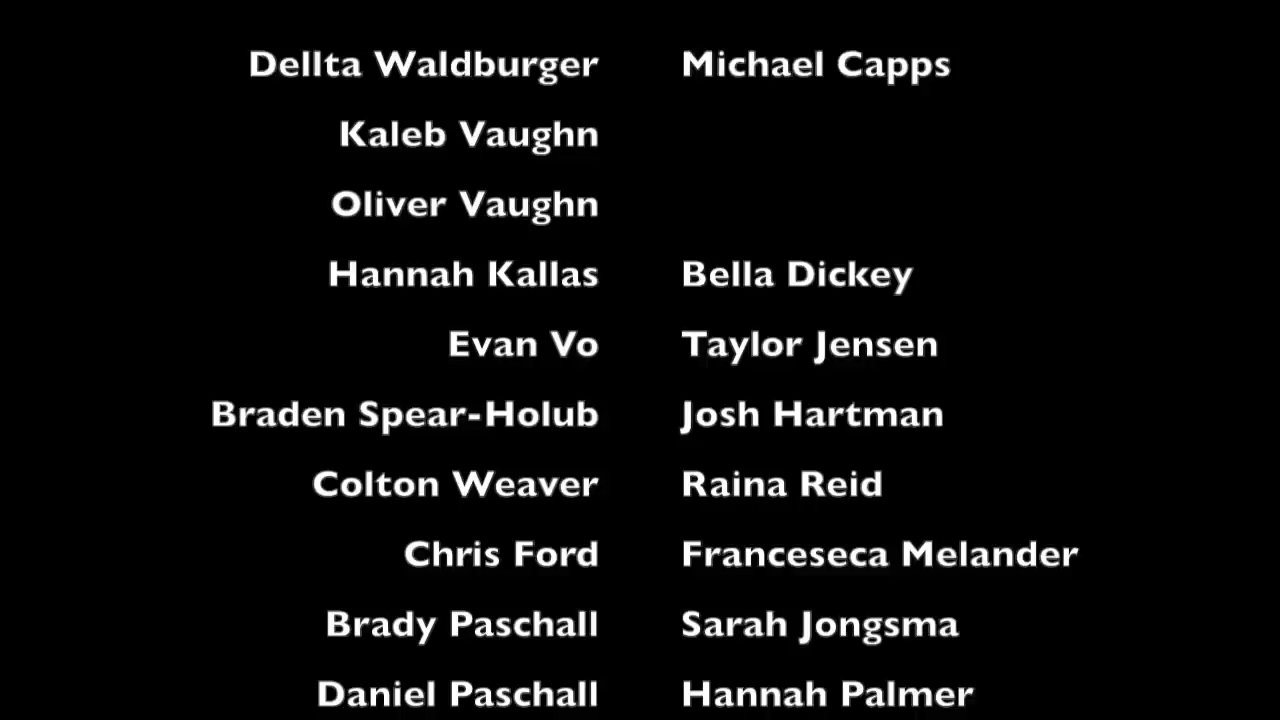 Dellta Waldburger Michael Capps
Kaleb Vaughn
Oliver Vaughn
Hannah Kallas Bella Dickey
Evan Vo Taylor Jensen
Braden Spear-Holub Josh Hartman
Colton Weaver Raina Reid
Chris Ford Franceseca Melander
Brady Paschall Sarah Jongsma
Daniel Paschall Hannah Palmer